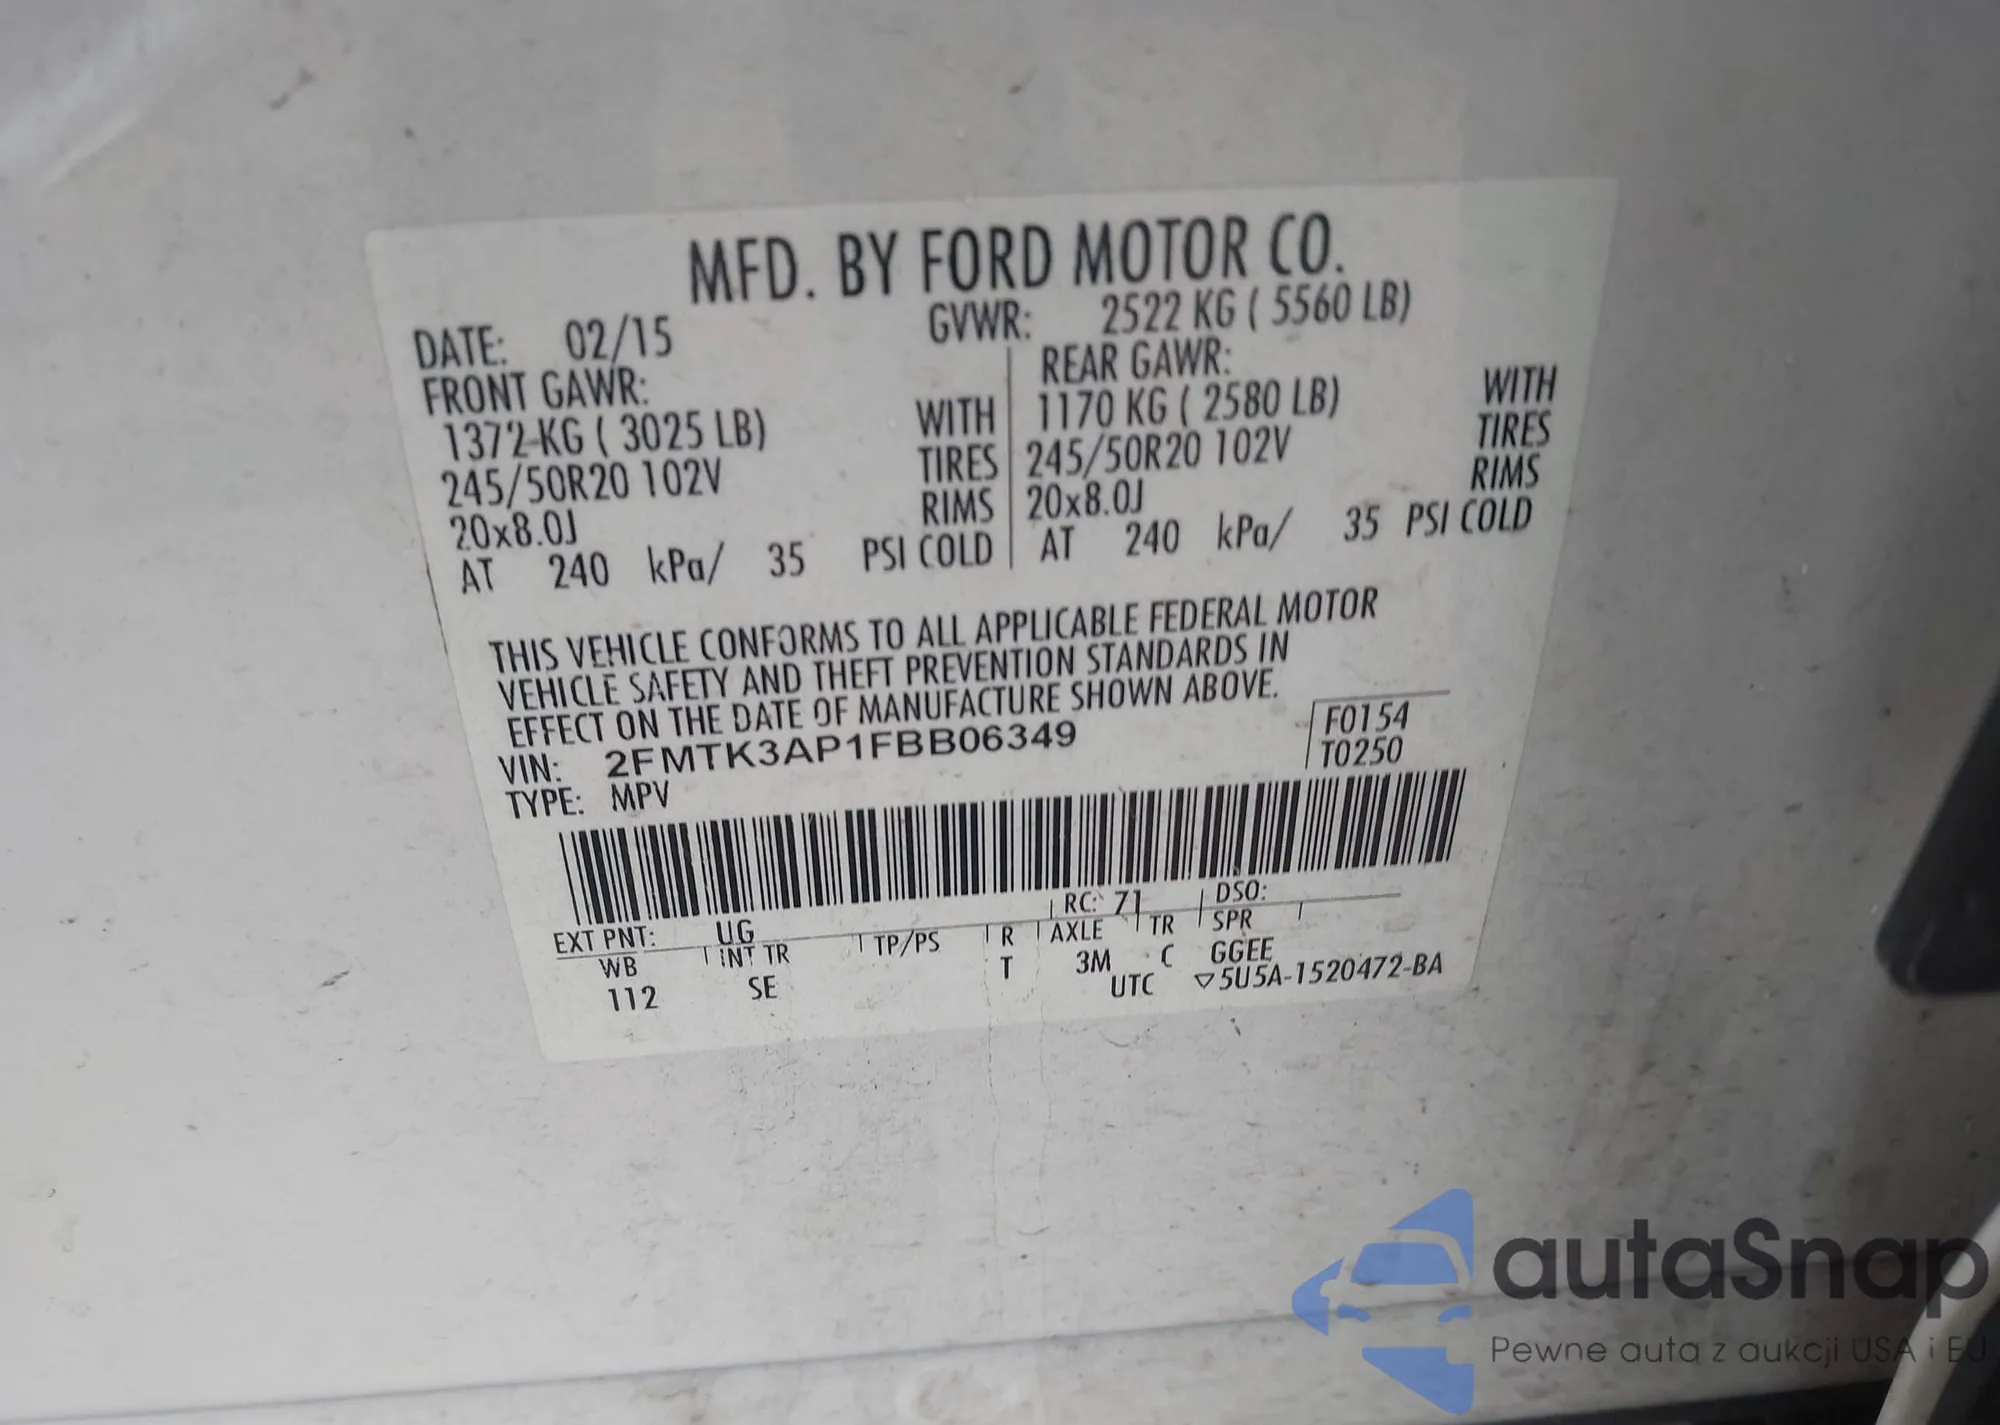 MFD. BY FORD MOTOR CO.
DATE: 02/15 GVWR: 2522 KG ( 5560 LB)
FRONT GAWR: REAR GAWR:
1372-KG ( 3025 LB) WITH 1170 KG ( 2580 LB) WITH
245/50R20 102V TIRES 245/50R20 102V TIRES
20x8.0J RIMS 20x8.0J RIMS
AT 240 kPa/ 35 PSI COLD AT 240 kPa/ 35 PSI COLD
THIS VEHICLE CONFORMS TO ALL APPLICABLE FEDERAL MOTOR
VEHICLE SAFETY AND THEFT PREVENTION STANDARDS IN
EFFECT ON THE DATE OF MANUFACTURE SHOWN ABOVE.
VIN: 2FMTK3AP1FBB06349 F0154
TYPE: MPV T0250
EXT PNT: UG RC: 71 DSO:
WB INT TR TP/PS R AXLE TR SPR
112 SE T 3M C GGEE
UTC ▽5U5A-1520472-BA
autaSnap
Pewne auta z aukcji USA i EU